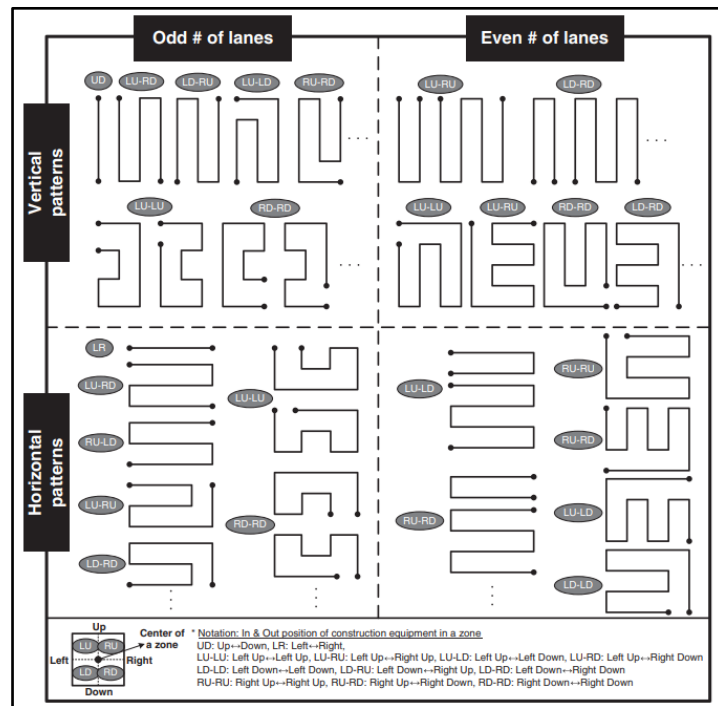 Odd # of lanes
Even # of lanes
Vertical patterns
UD LU-RD LD-RU LU-LD RU-RD
. . .
LU-RU LD-RD
. . .
LU-LU RD-RD
. . .
LU-LU LU-RU RD-RD LD-RD
. . .
Horizontal patterns
LR
LU-RD
RU-LD
LU-RU
LD-RD
LU-LU
RD-RD
LU-LD
RU-RD
RU-RU
RU-RD
LU-LD
LD-LD
Up
LU RU
Left Right
LD RD
Down
Center of a zone
* Notation: In & Out position of construction equipment in a zone
UD: Up↔Down, LR: Left↔Right,
LU-LU: Left Up↔Left Up, LU-RU: Left Up↔Right Up, LU-LD: Left Up↔Left Down, LU-RD: Left Up↔Right Down
LD-LD: Left Down↔Left Down, LD-RU: Left Down↔Right Up, LD-RD: Left Down↔Right Down
RU-RU: Right Up↔Right Up, RU-RD: Right Up↔Right Down, RD-RD: Right Down↔Right Down